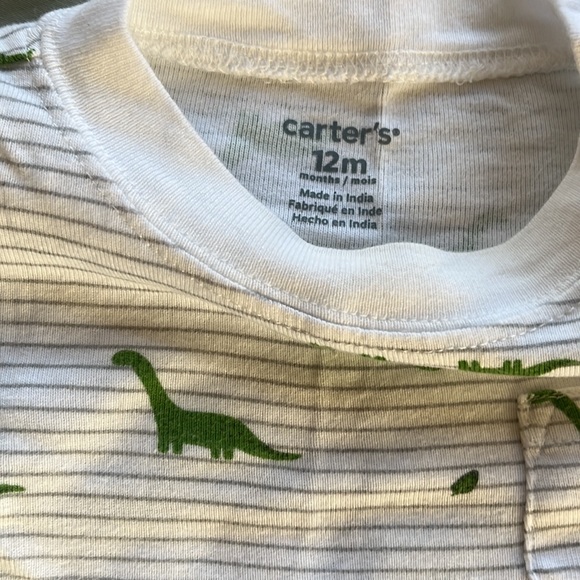 carter's®
12m
months / mois
Made in India
Fabriqué en Inde
Hecho en India